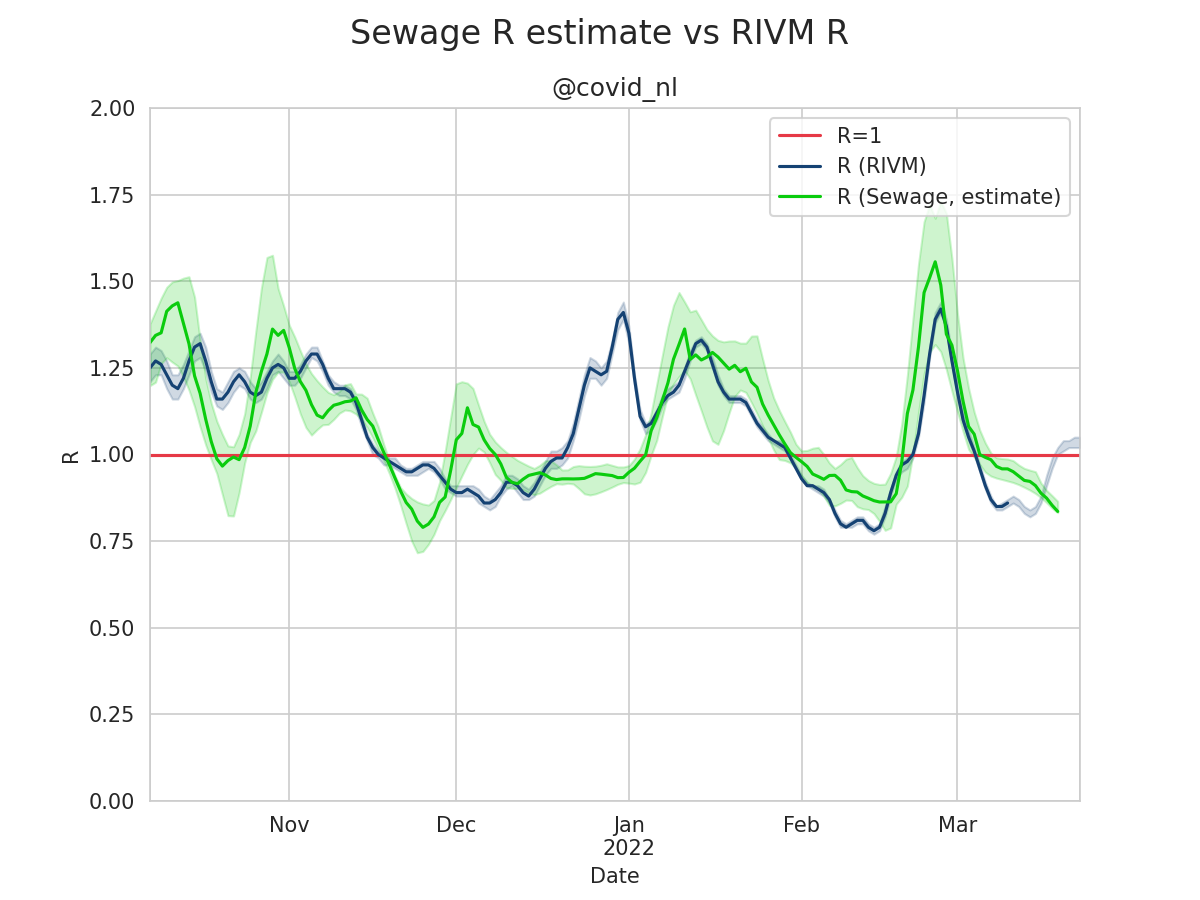 Sewage R estimate vs RIVM R
@covid_nl
R=1
R (RIVM)
R (Sewage, estimate)
2.00
1.75
1.50
1.25
1.00
0.75
0.50
0.25
0.00
R
Nov Dec Jan Feb Mar
2022
Date